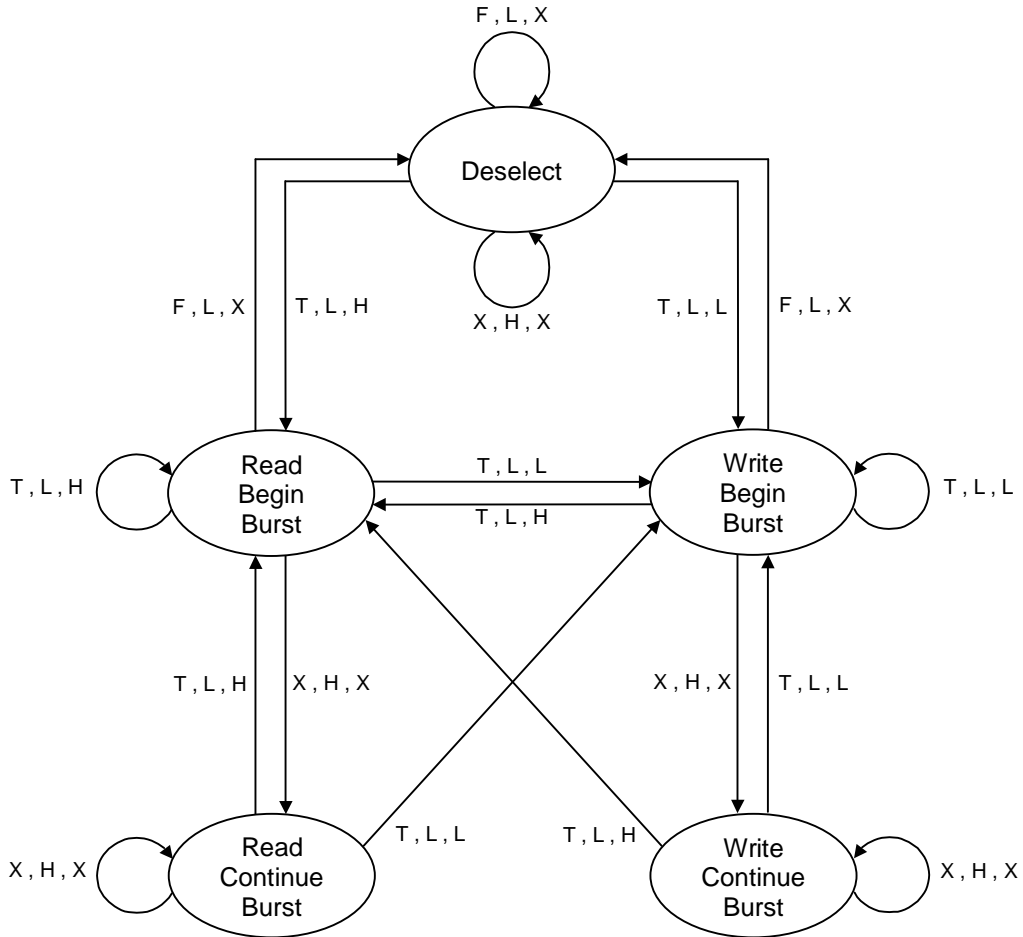 F , L , X
Deselect
X , H , X
F , L , X
T , L , H
T , L , L
F , L , X
Read
Begin
Burst
Write
Begin
Burst
T , L , H
T , L , L
T , L , H
T , L , L
T , L , H
X , H , X
X , H , X
T , L , L
T , L , L
T , L , H
Read
Continue
Burst
Write
Continue
Burst
X , H , X
X , H , X